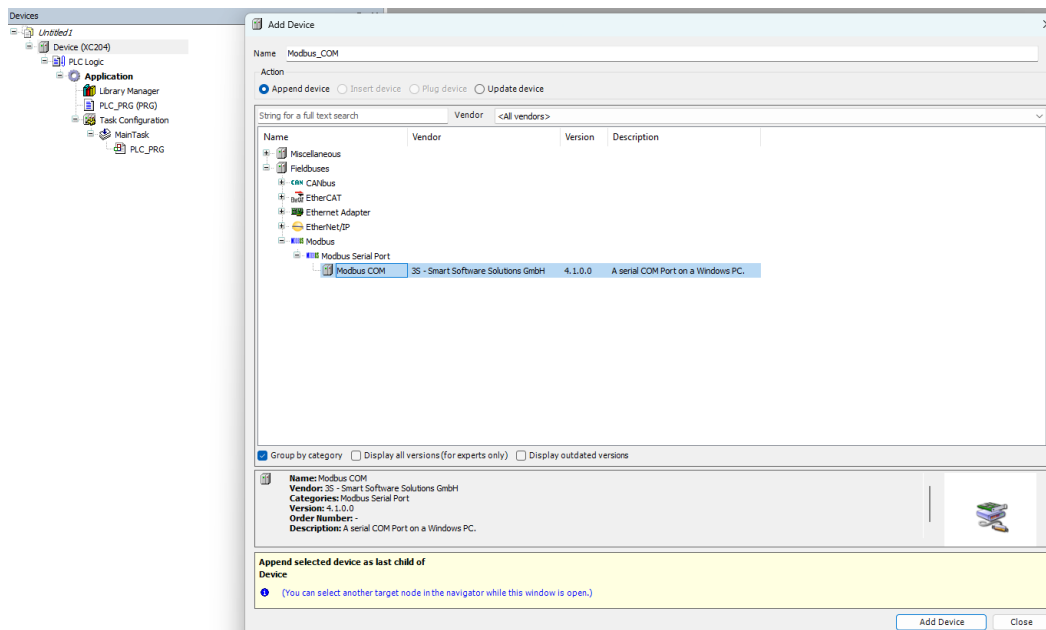 Devices
Untitled1
Device (XC204)
PLC Logic
Application
Library Manager
PLC_PRG (PRG)
Task Configuration
MainTask
PLC_PRG
Add Device
Name Modbus_COM
Action
Append device Insert device Plug device Update device
String for a full text search Vendor <All vendors>
Name Vendor Version Description
Miscellaneous
Fieldbuses
CAN CANbus
EtherCAT
Ethernet Adapter
EtherNet/IP
Modbus
Modbus Serial Port
Modbus COM 3S - Smart Software Solutions GmbH 4.1.0.0 A serial COM Port on a Windows PC.
Group by category Display all versions (for experts only) Display outdated versions
Name: Modbus COM
Vendor: 3S - Smart Software Solutions GmbH
Categories: Modbus Serial Port
Version: 4.1.0.0
Order Number: -
Description: A serial COM Port on a Windows PC.
Append selected device as last child of
Device
(You can select another target node in the navigator while this window is open.)
Add Device Close